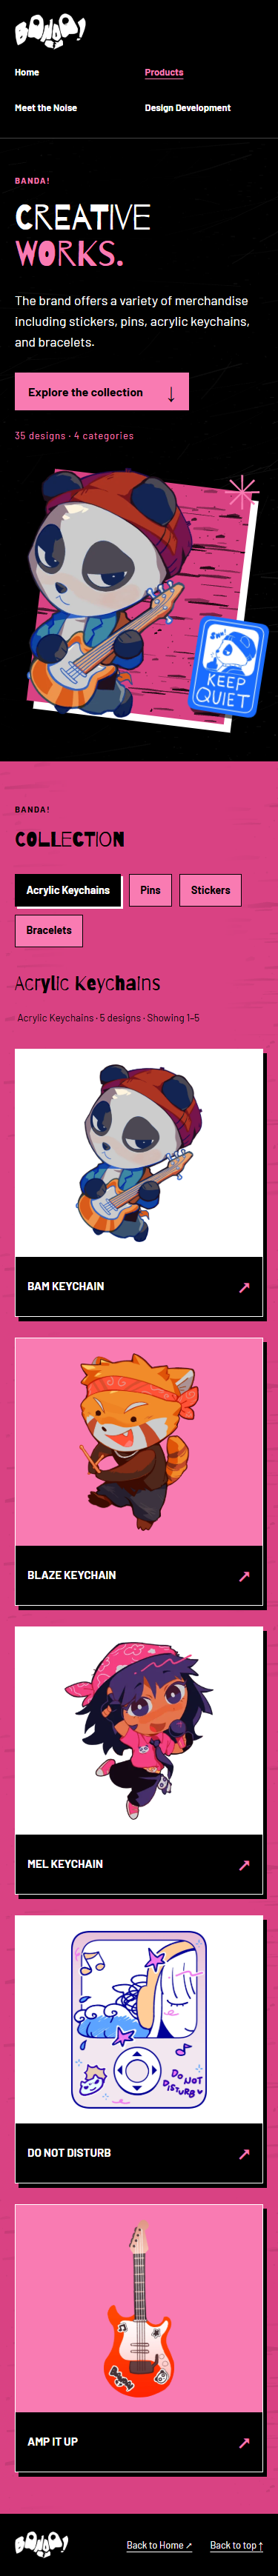 BANDA!
Home
Products
Meet the Noise
Design Development
BANDA!
CREATIVE
WORKS.
The brand offers a variety of merchandise
including stickers, pins, acrylic keychains,
and bracelets.
Explore the collection ↓
35 designs · 4 categories
KEEP
QUIET
BANDA!
COLLECTION
Acrylic Keychains
Pins
Stickers
Bracelets
Acrylic Keychains
Acrylic Keychains · 5 designs · Showing 1–5
BAM KEYCHAIN ↗
BLAZE KEYCHAIN ↗
MEL KEYCHAIN ↗
DO NOT
DISTURB
DO NOT DISTURB ↗
AMP IT UP ↗
BANDA!
Back to Home ↗
Back to top ↑